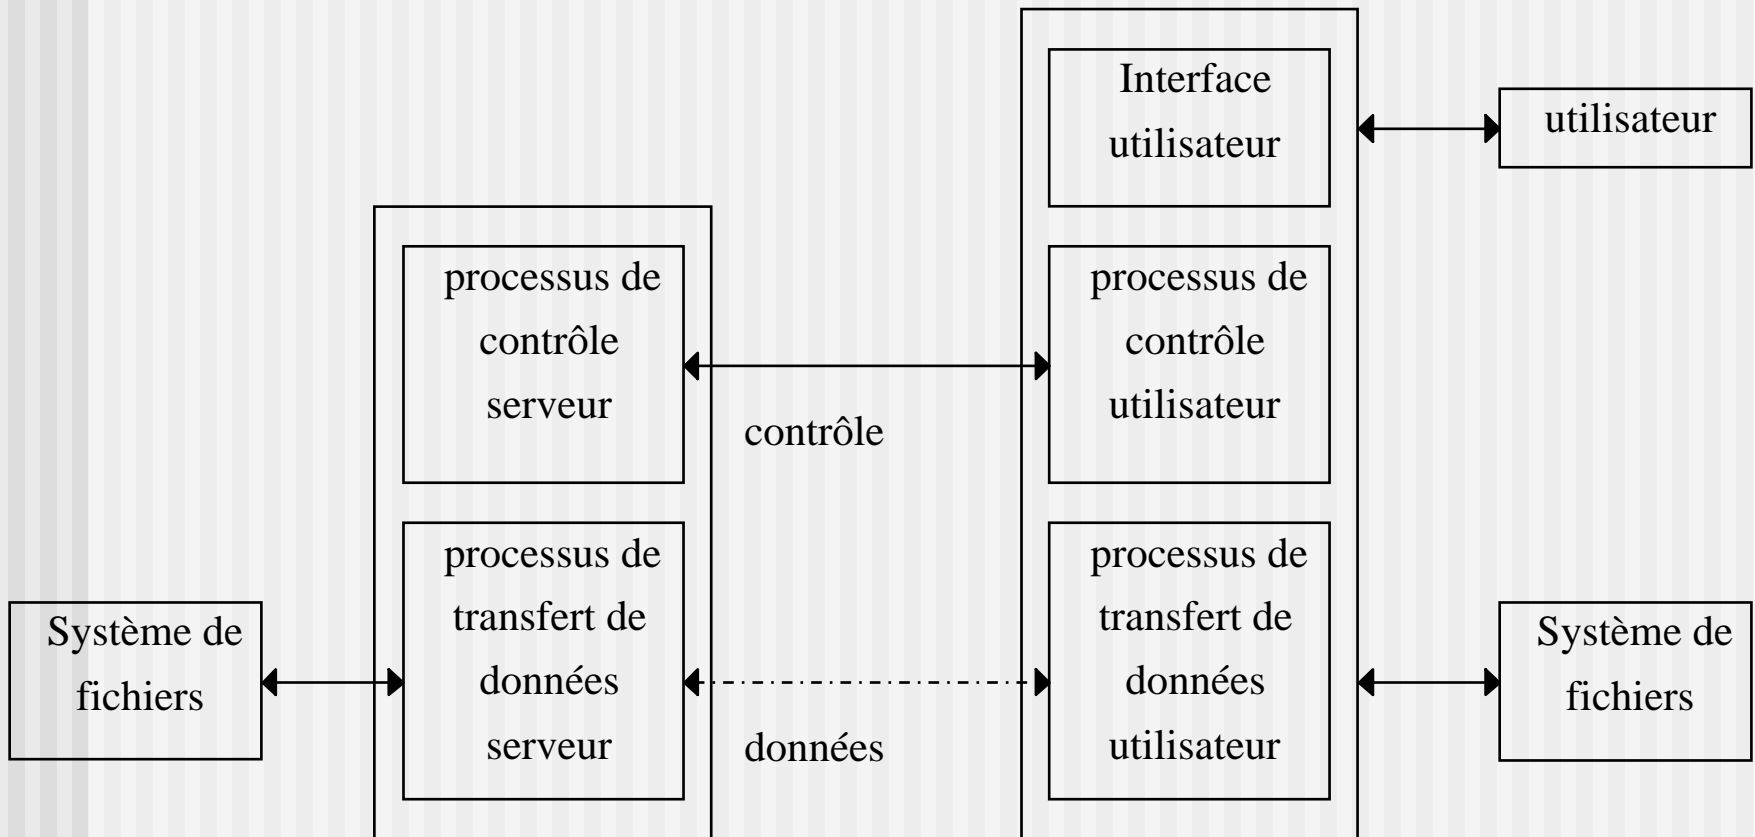 Interface
utilisateur
utilisateur
processus de
contrôle
serveur
processus de
contrôle
utilisateur
contrôle
Système de
fichiers
processus de
transfert de
données
serveur
données
processus de
transfert de
données
utilisateur
Système de
fichiers